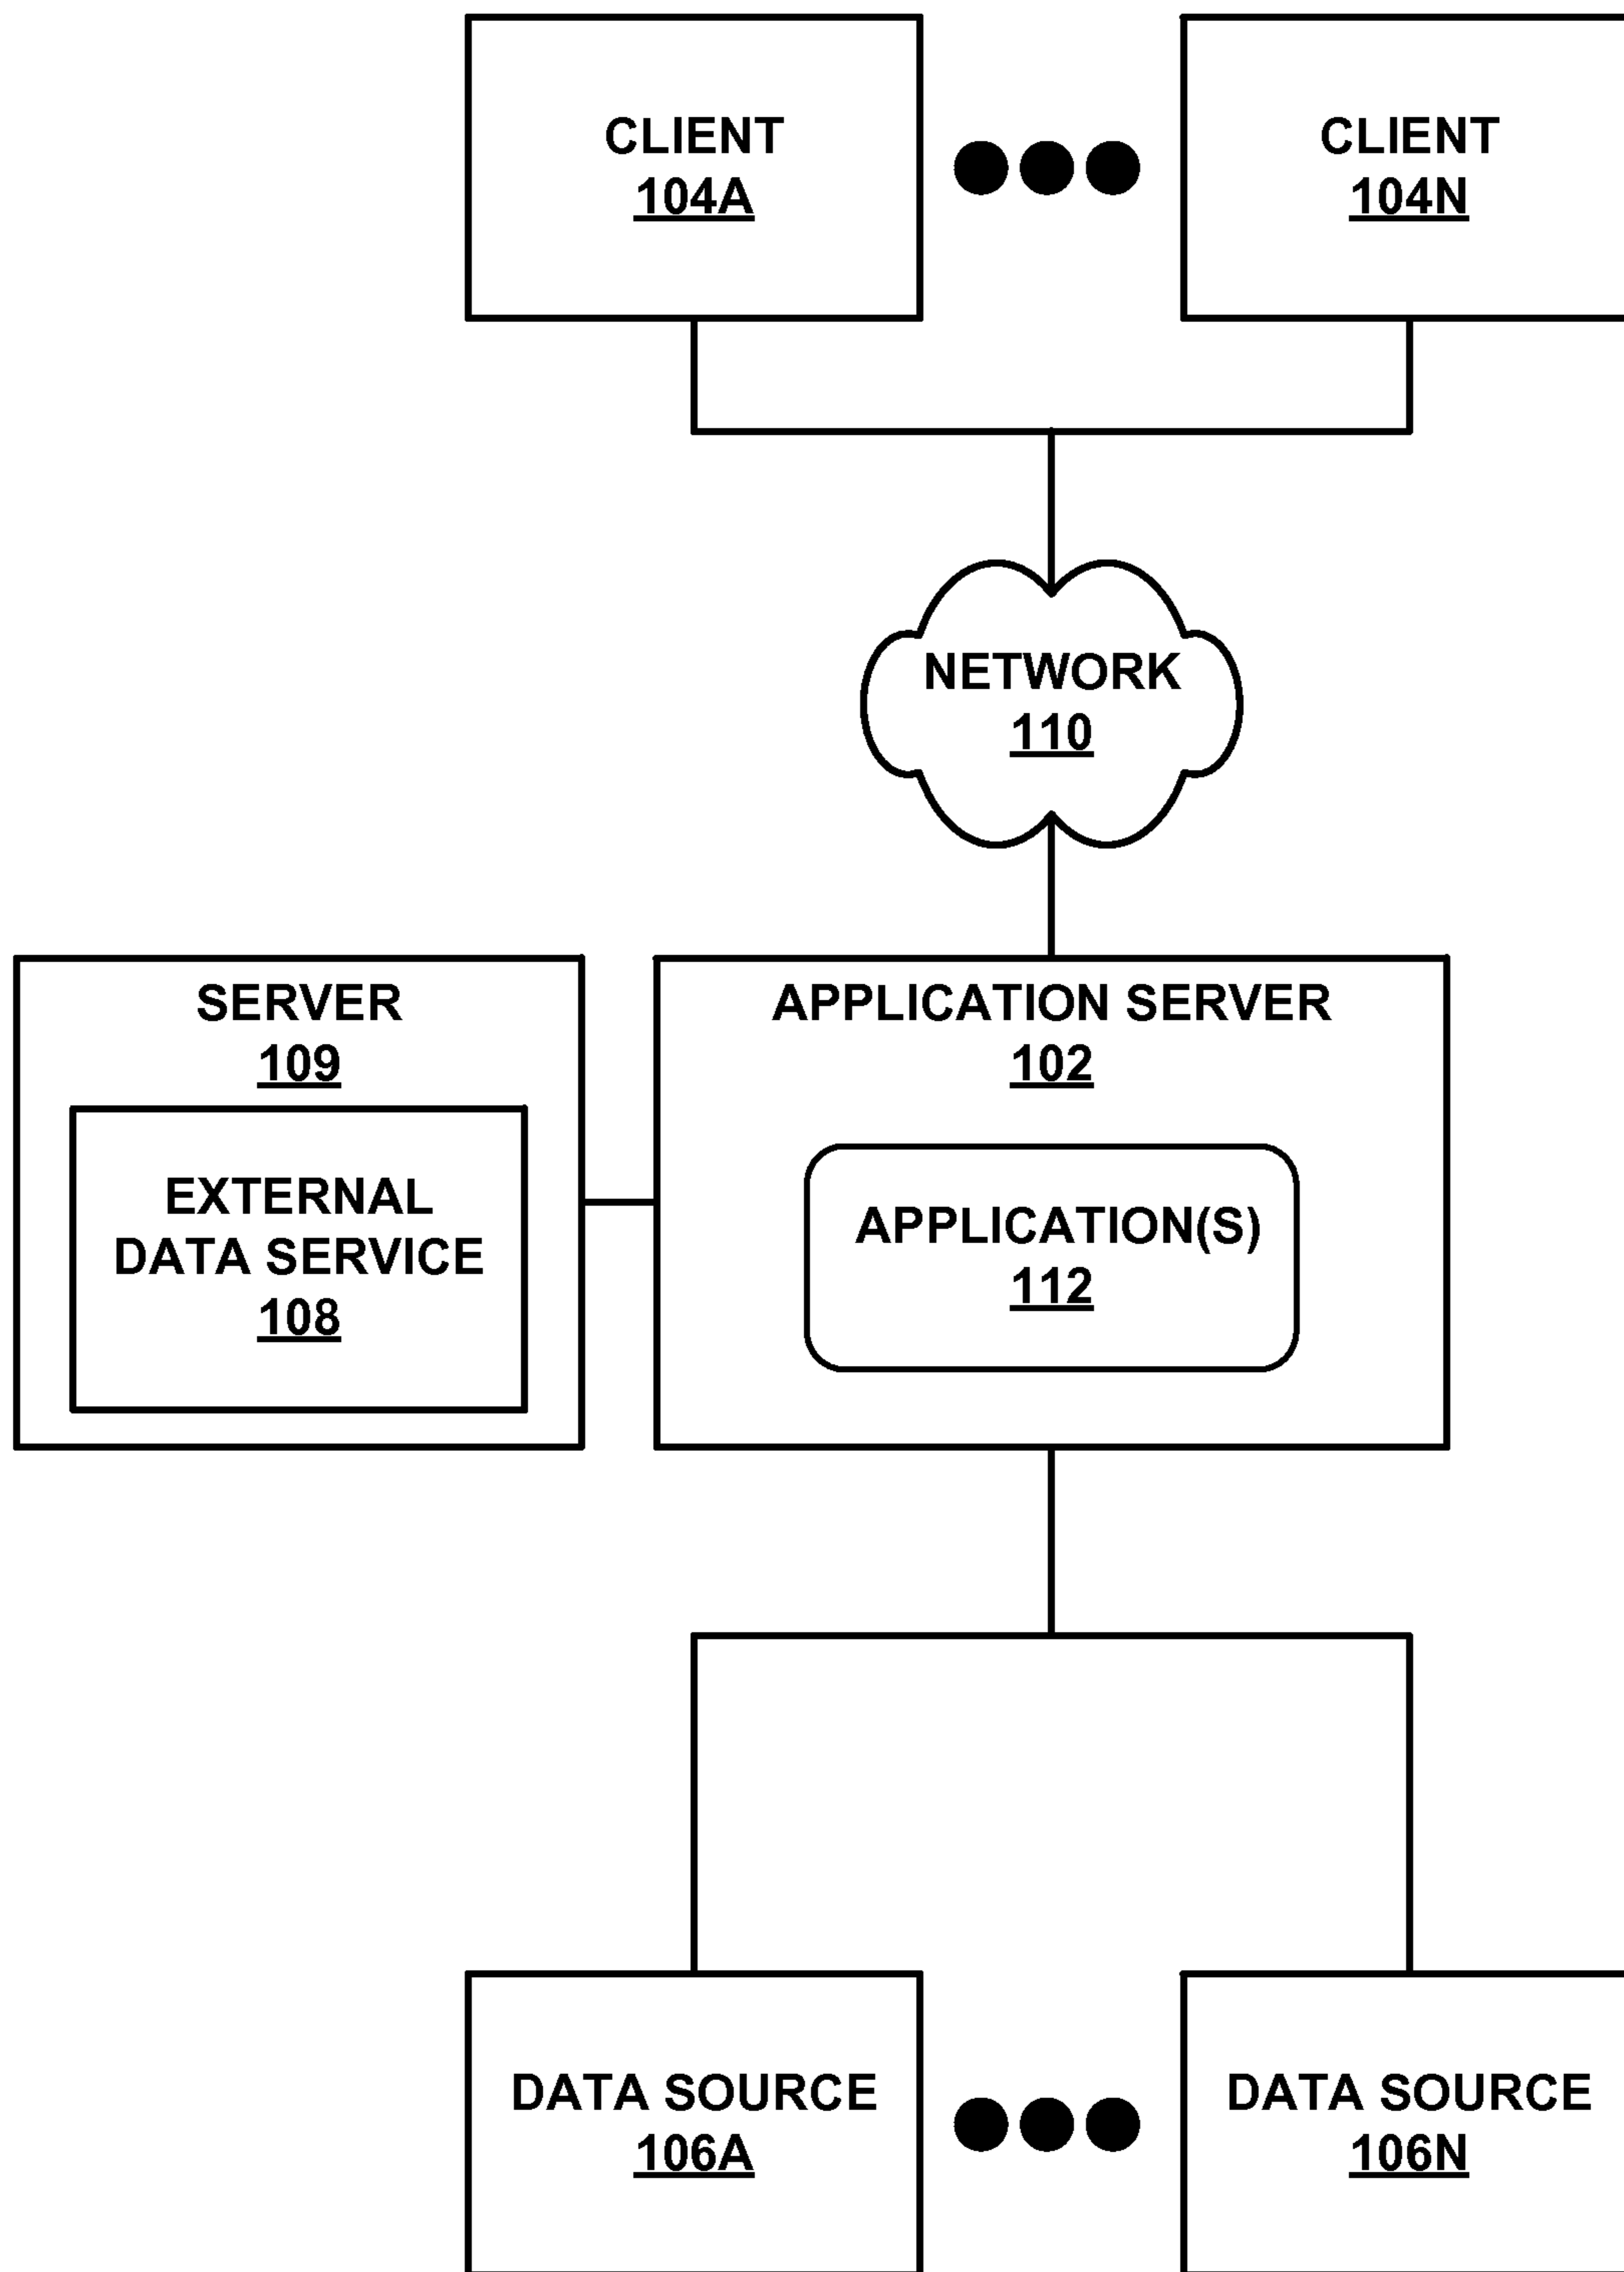 CLIENT
104A
CLIENT
104N
NETWORK
110
SERVER
109
EXTERNAL
DATA SERVICE
108
APPLICATION SERVER
102
APPLICATION(S)
112
DATA SOURCE
106A
DATA SOURCE
106N